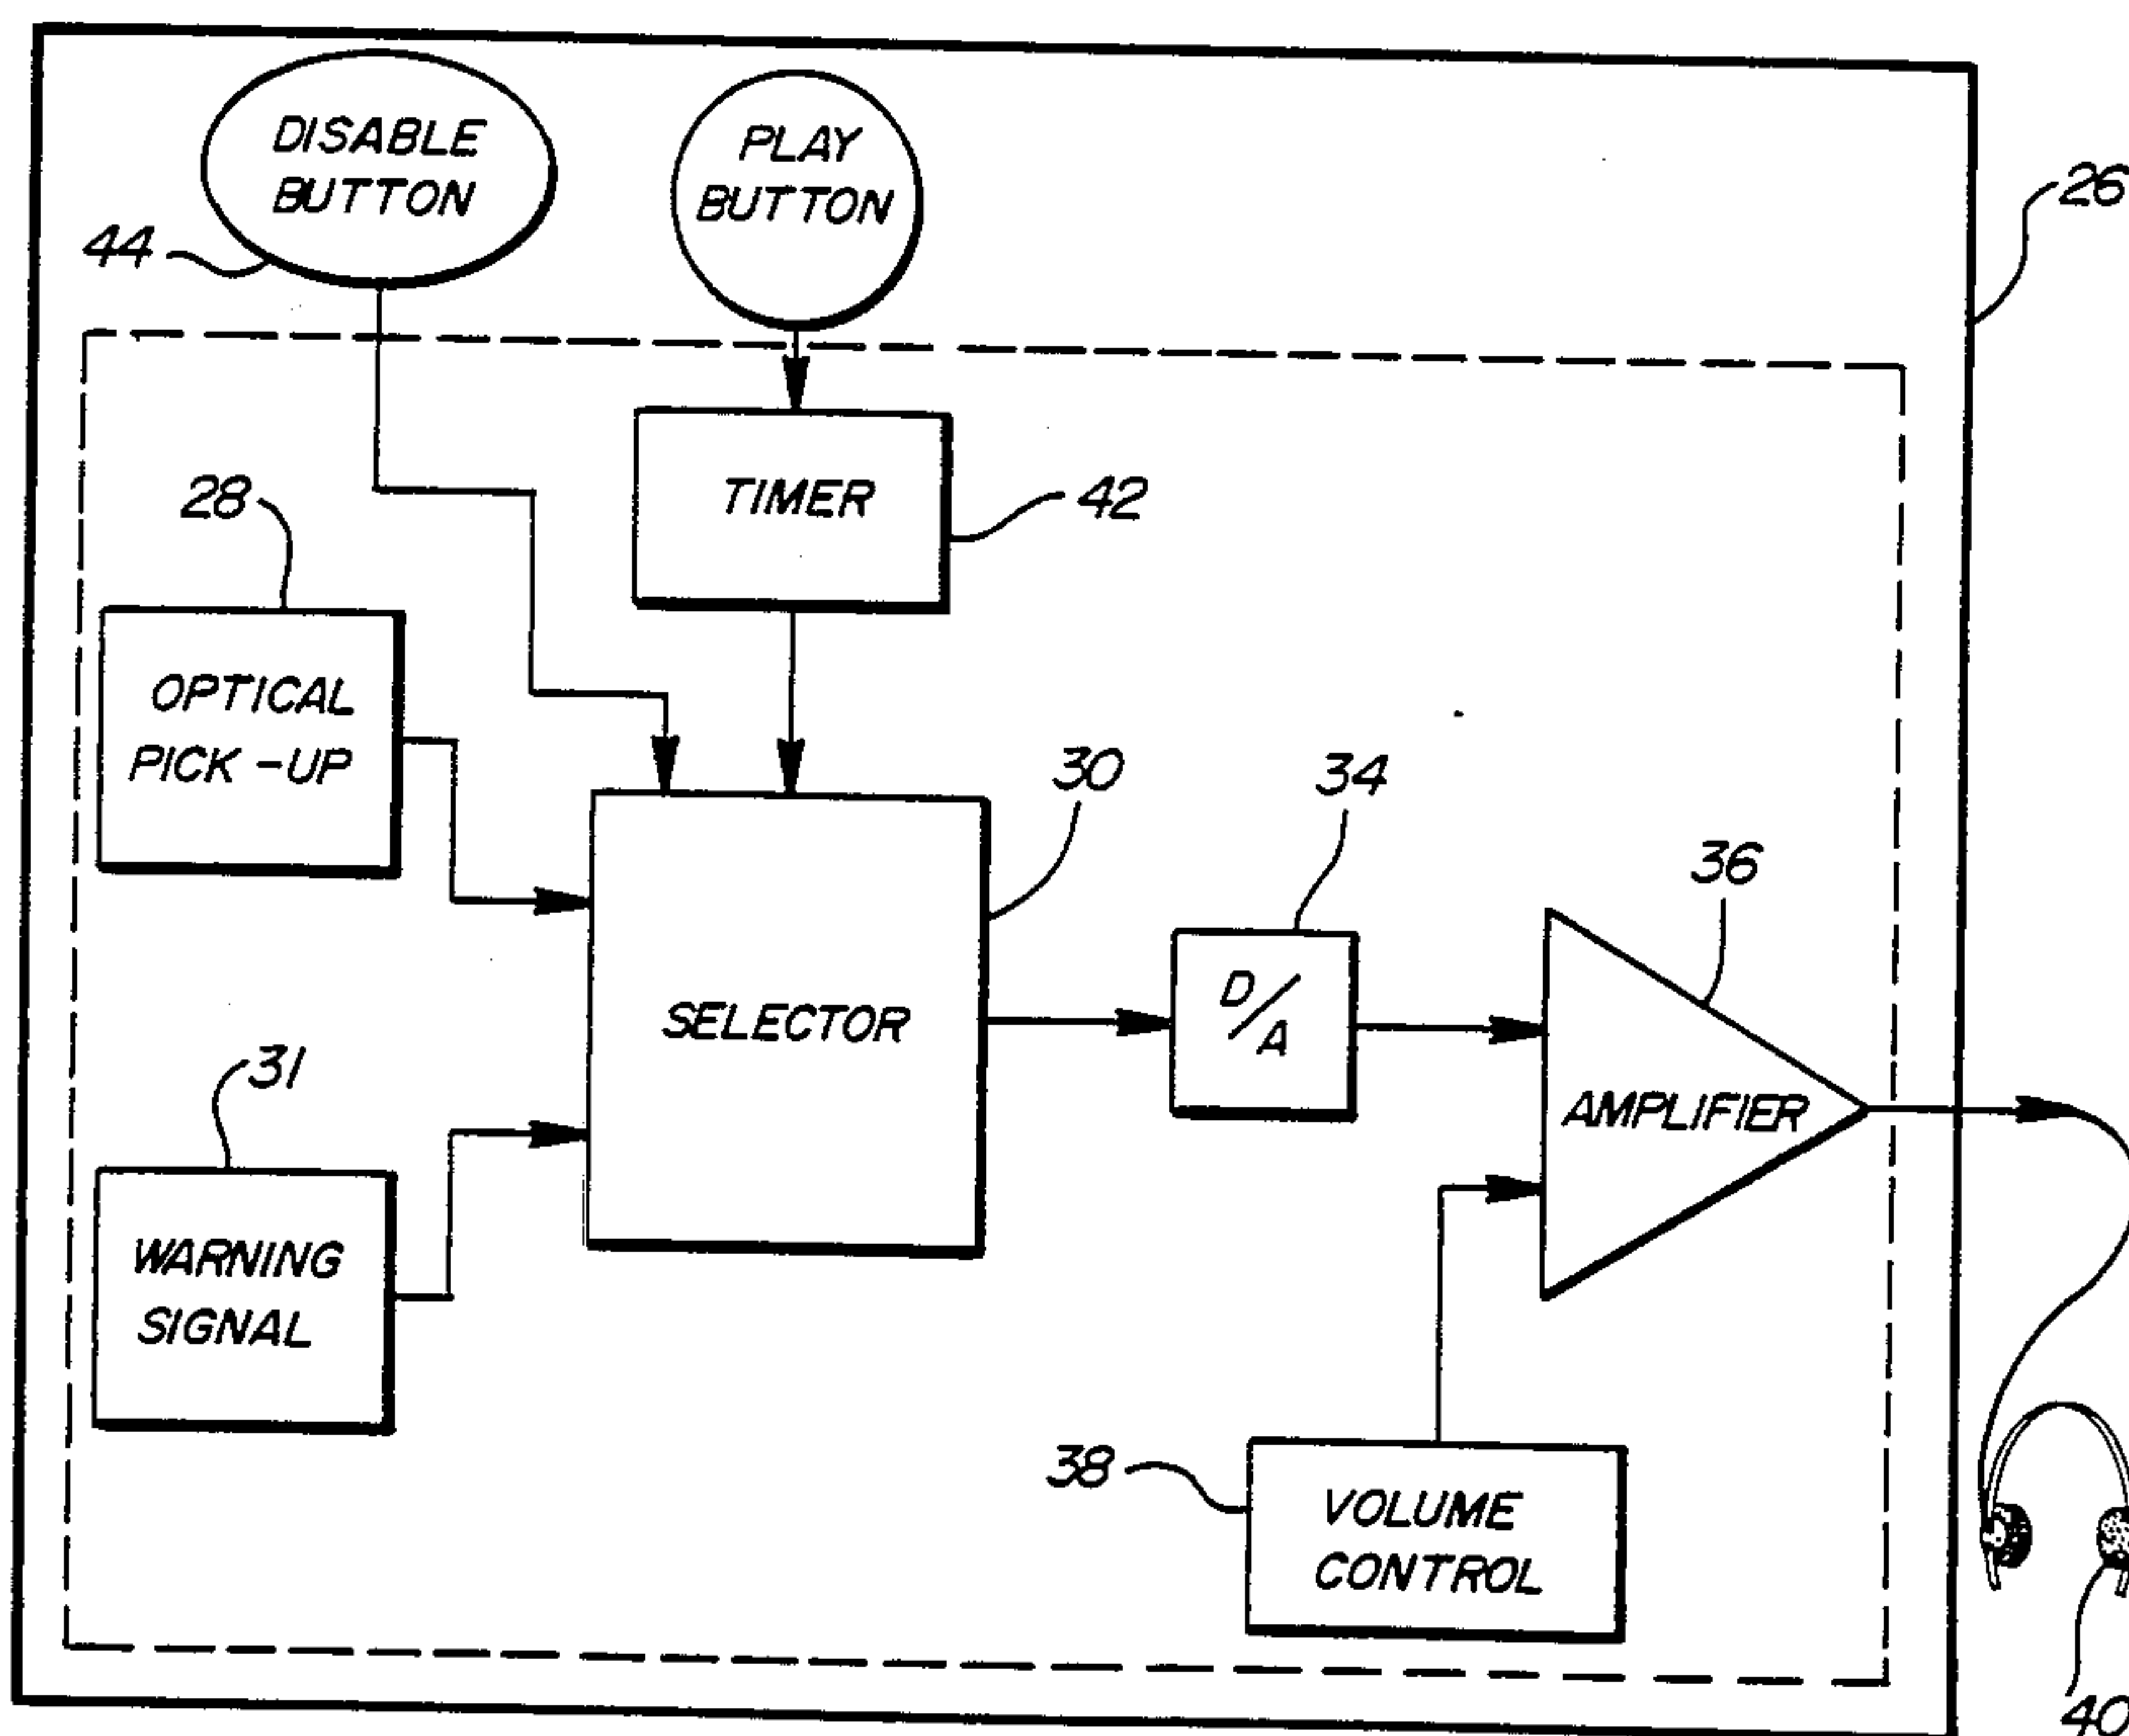 DISABLE
BUTTON
PLAY
BUTTON
26
44
28
TIMER
42
OPTICAL
PICK-UP
30
34
36
D/A
SELECTOR
31
AMPLIFIER
WARNING
SIGNAL
38
VOLUME
CONTROL
40